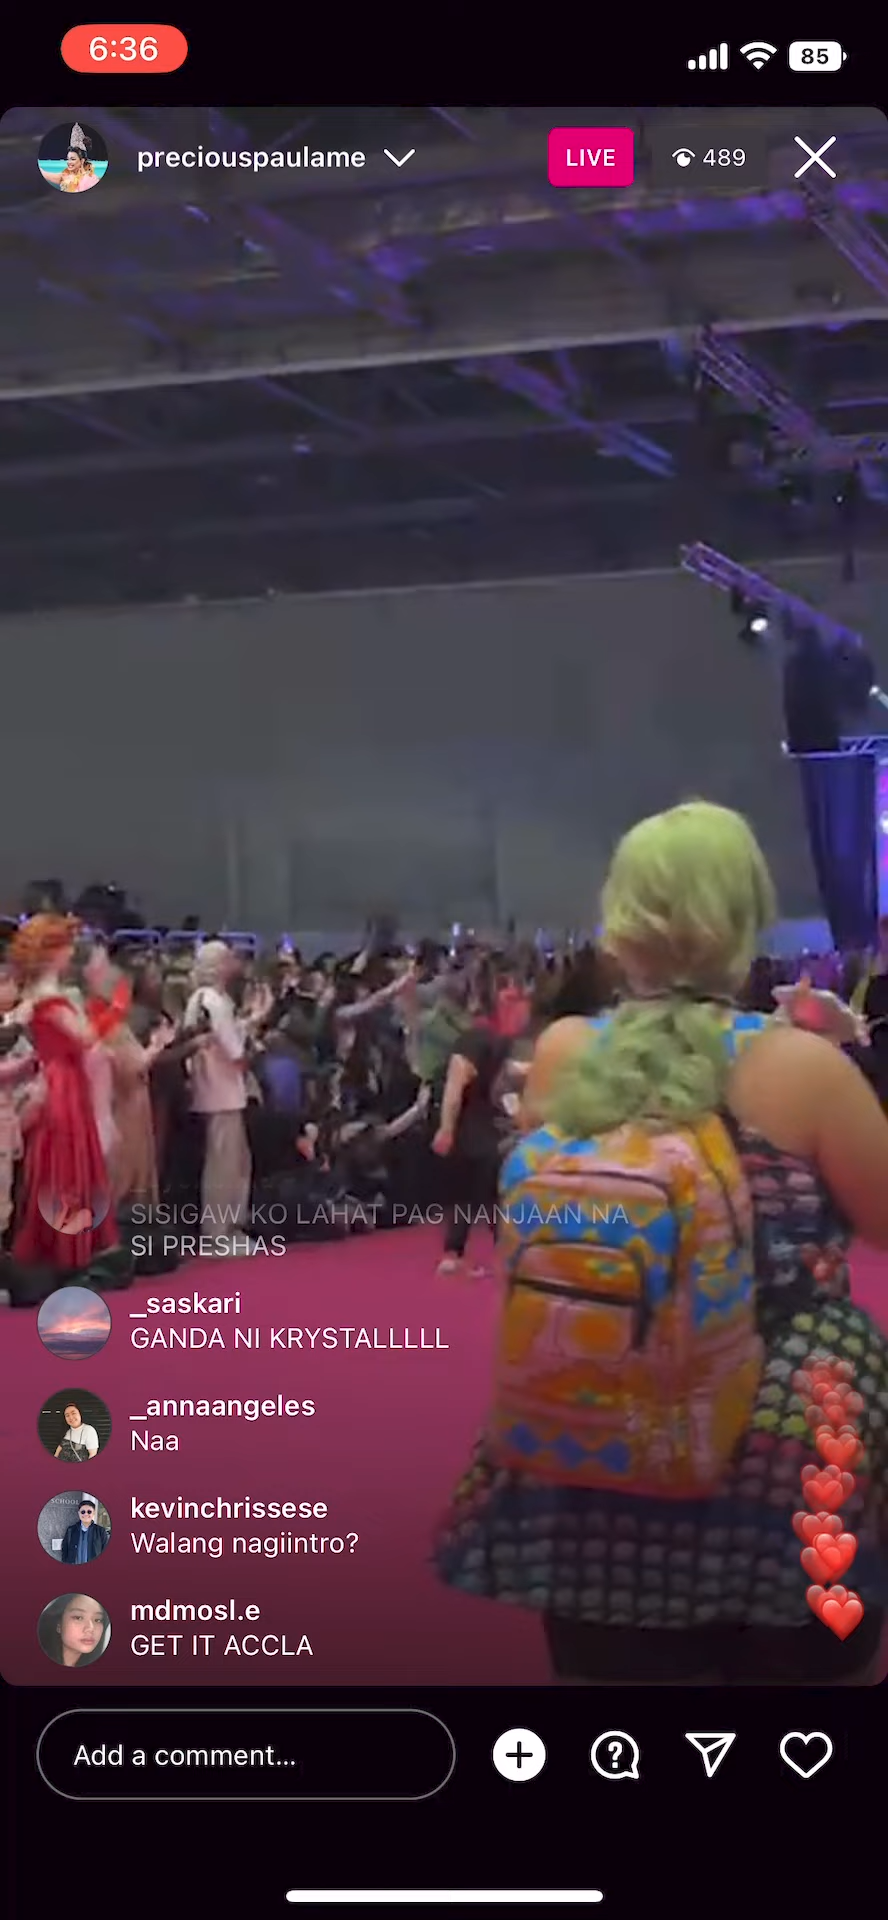 6:36
85
preciouspaulame
LIVE
489
SISIGAW KO LAHAT PAG NANJAAN NA
SI PRESHAS
_saskari
GANDA NI KRYSTALLLLL
_annaangeles
Naa
kevinchrissese
Walang nagiintro?
mdmosl.e
GET IT ACCLA
Add a comment...